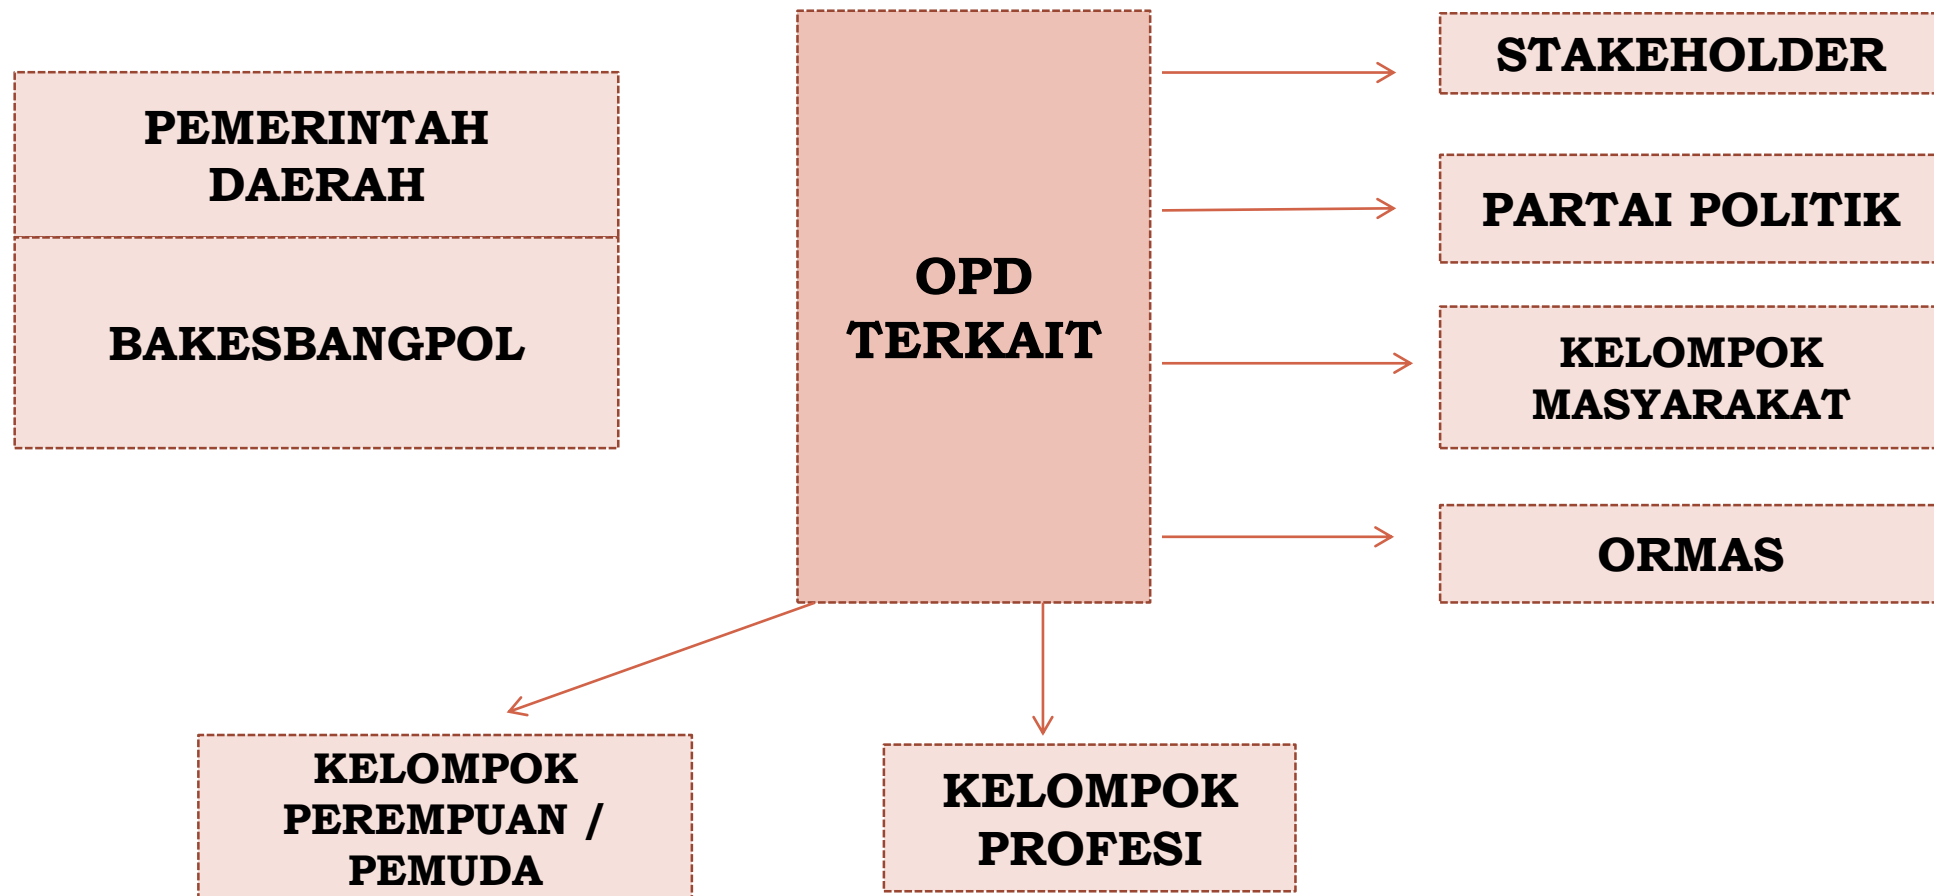 PEMERINTAH
DAERAH
BAKESBANGPOL
OPD
TERKAIT
STAKEHOLDER
PARTAI POLITIK
KELOMPOK
MASYARAKAT
ORMAS
KELOMPOK
PEREMPUAN /
PEMUDA
KELOMPOK
PROFESI